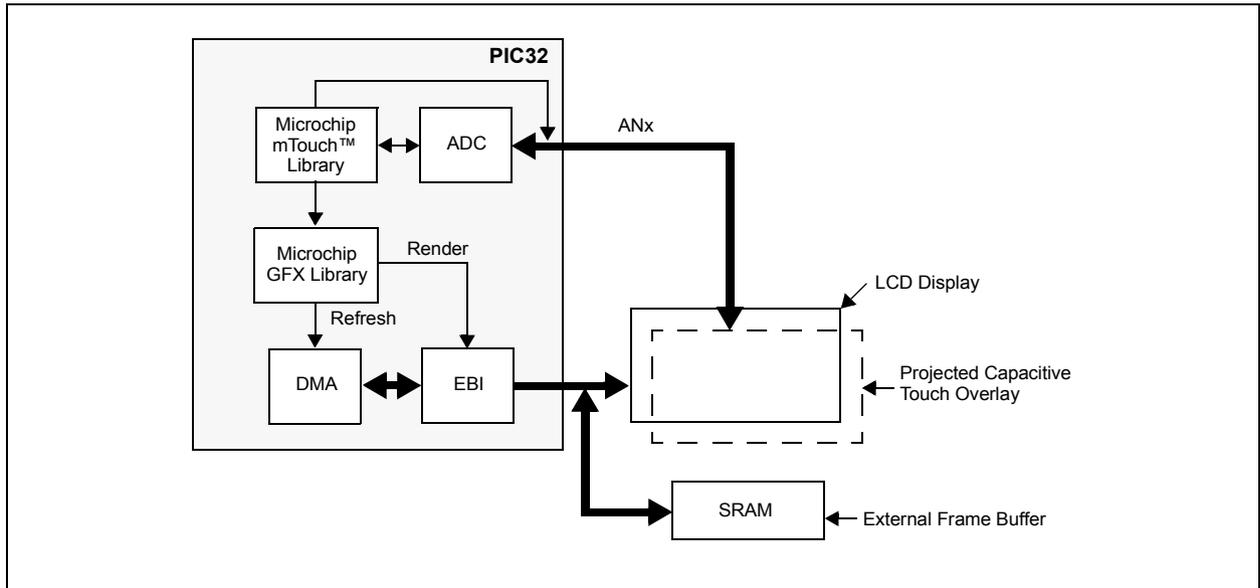 PIC32
Microchip
mTouch™
Library
ADC
ANx
Microchip
GFX Library
Render
Refresh
LCD Display
DMA
EBI
Projected Capacitive
Touch Overlay
SRAM
External Frame Buffer